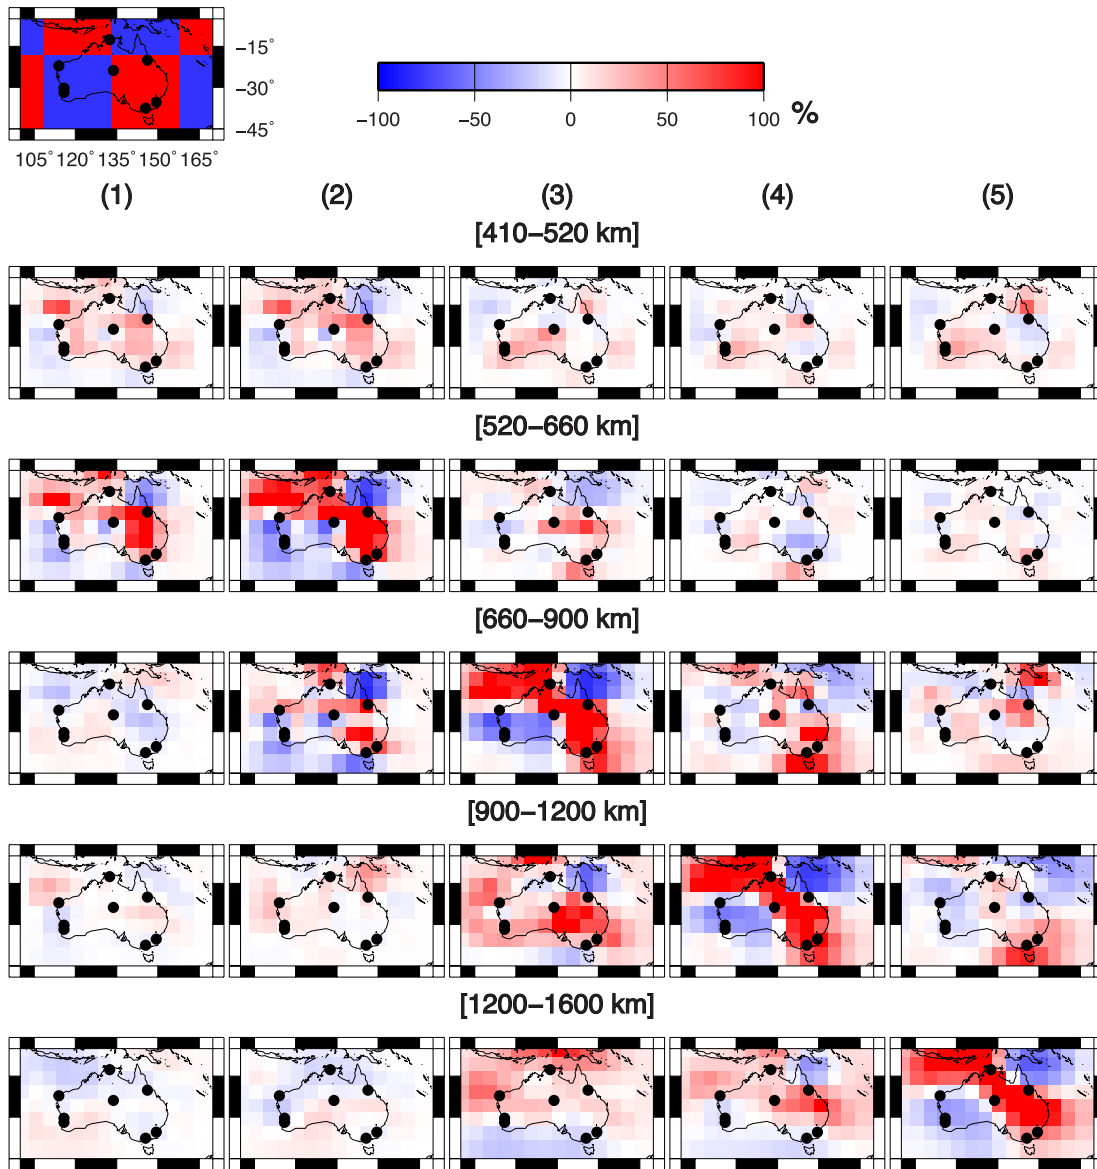 −15°
−30°
−45°
105° 120° 135° 150° 165°
−100 −50 0 50 100 %
(1) (2) (3) (4) (5)
[410−520 km]
[520−660 km]
[660−900 km]
[900−1200 km]
[1200−1600 km]